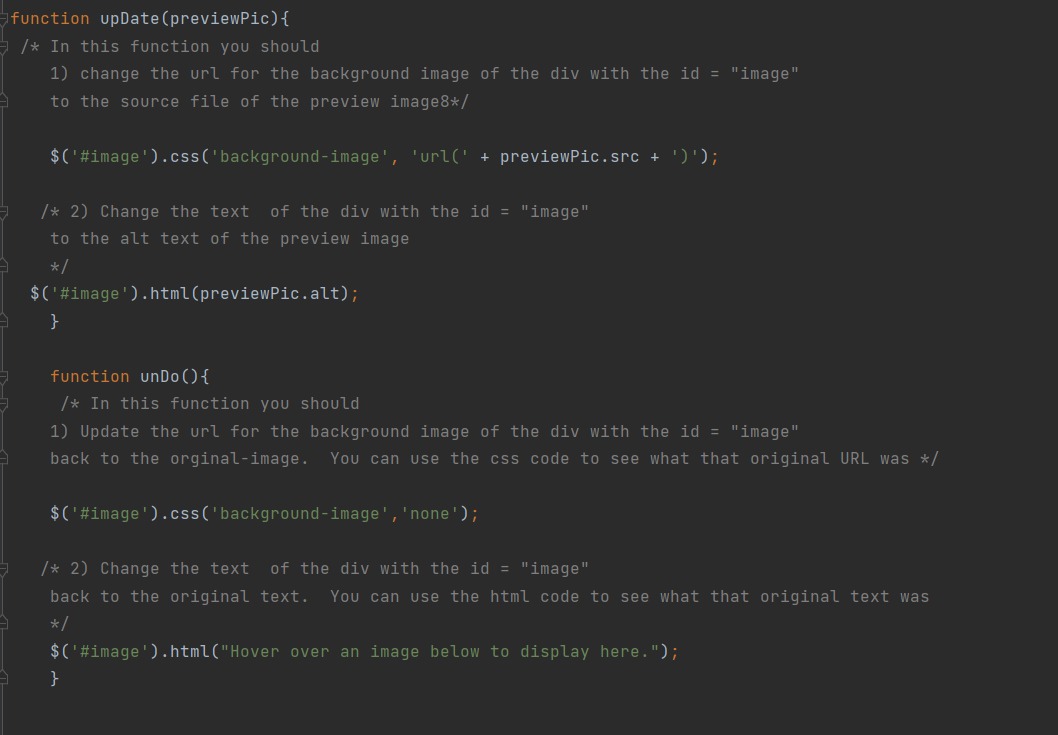 function upDate(previewPic){
/* In this function you should
1) change the url for the background image of the div with the id = "image"
to the source file of the preview image8*/
$('#image').css('background-image', 'url(' + previewPic.src + ')');
/* 2) Change the text  of the div with the id = "image"
to the alt text of the preview image
*/
$('#image').html(previewPic.alt);
}
function unDo(){
/* In this function you should
1) Update the url for the background image of the div with the id = "image"
back to the orginal-image.  You can use the css code to see what that original URL was */
$('#image').css('background-image','none');
/* 2) Change the text  of the div with the id = "image"
back to the original text.  You can use the html code to see what that original text was
*/
$('#image').html("Hover over an image below to display here.");
}